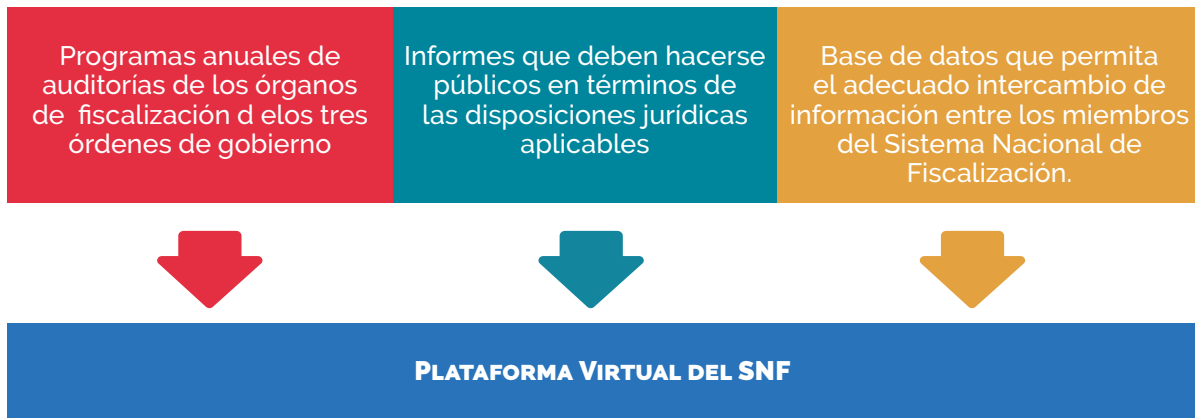 Programas anuales de
auditorías de los órganos
de fiscalización d elos tres
órdenes de gobierno
Informes que deben hacerse
públicos en términos de
las disposiciones jurídicas
aplicables
Base de datos que permita
el adecuado intercambio de
información entre los miembros
del Sistema Nacional de
Fiscalización.
Plataforma Virtual del SNF